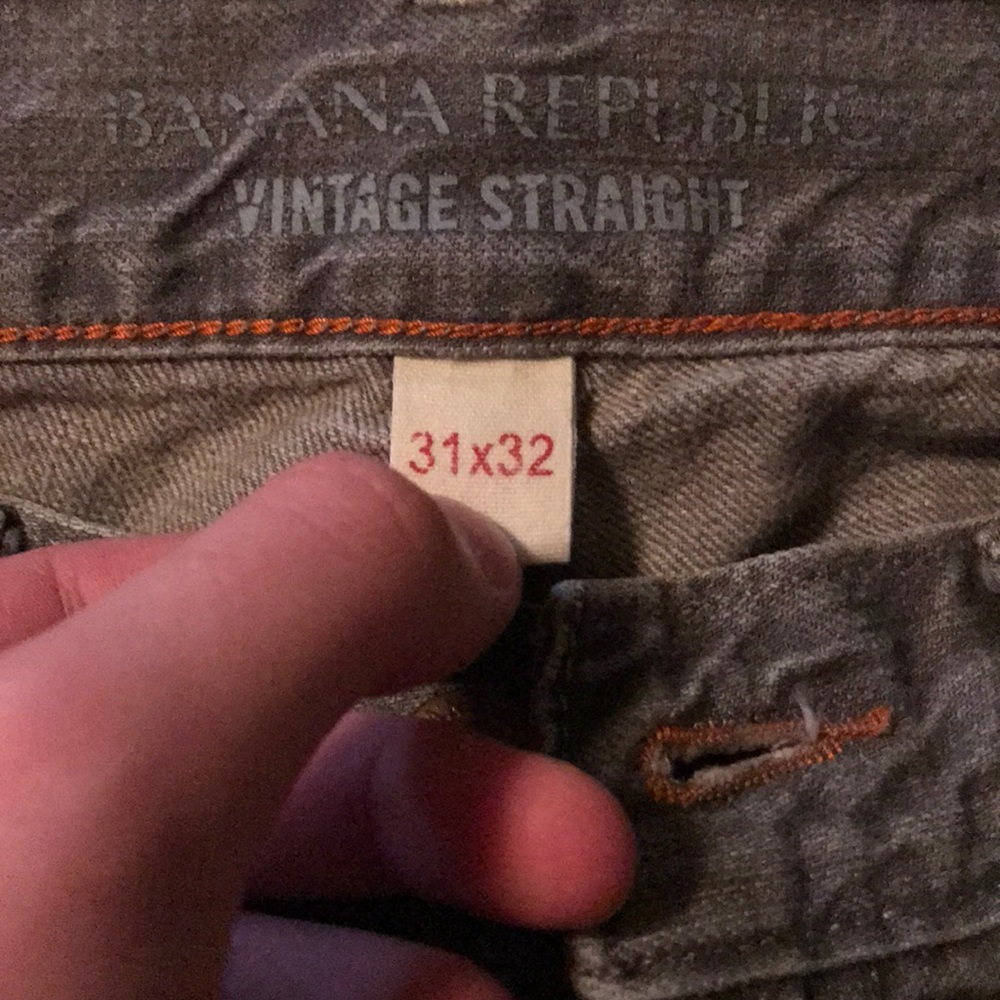 BANANA REPUBLIC
VINTAGE STRAIGHT
31x32